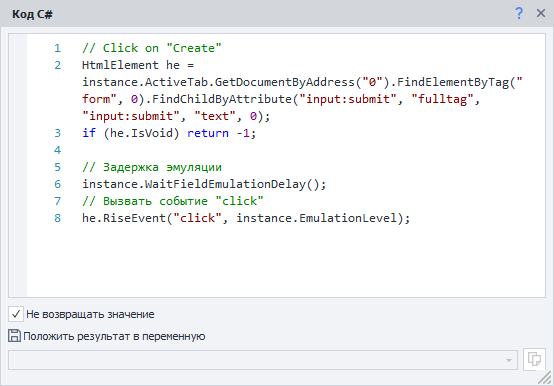 Код C#
? ×
1 // Click on "Create"
2 HtmlElement he =
instance.ActiveTab.GetDocumentByAddress("0").FindElementByTag("
form", 0).FindChildByAttribute("input:submit", "fulltag",
"input:submit", "text", 0);
3 if (he.IsVoid) return -1;
4
5 // Задержка эмуляции
6 instance.WaitFieldEmulationDelay();
7 // Вызвать событие "click"
8 he.RiseEvent("click", instance.EmulationLevel);
Не возвращать значение
Положить результат в переменную